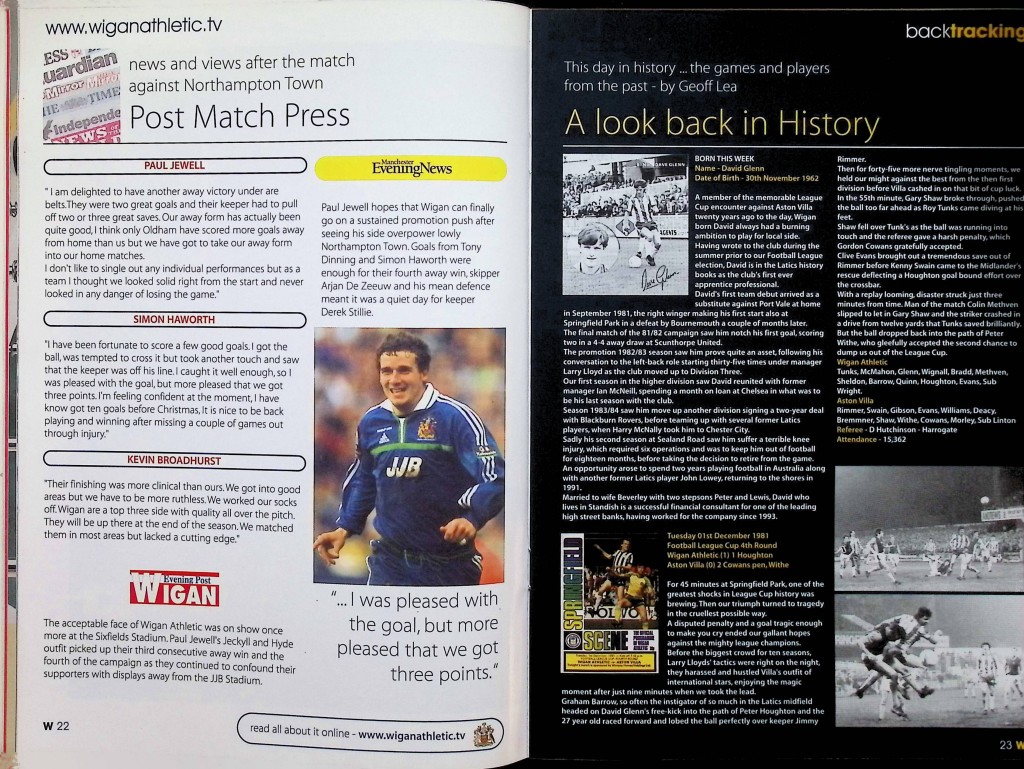 www.wiganathletic.tv
ESS
uardian
Mirror Mirr
HE TIME
Independe
NEWS OF
news and views after the match
against Northampton Town
Post Match Press
PAUL JEWELL
" I am delighted to have another away victory under are
belts.They were two great goals and their keeper had to pull
off two or three great saves. Our away form has actually been
quite good, I think only Oldham have scored more goals away
from home than us but we have got to take our away form
into our home matches.
I don't like to single out any individual performances but as a
team I thought we looked solid right from the start and never
looked in any danger of losing the game."
SIMON HAWORTH
"I have been fortunate to score a few good goals. I got the
ball, was tempted to cross it but took another touch and saw
that the keeper was off his line. I caught it well enough, so I
was pleased with the goal, but more pleased that we got
three points. I'm feeling confident at the moment, I have
know got ten goals before Christmas, It is nice to be back
playing and winning after missing a couple of games out
through injury."
KEVIN BROADHURST
"Their finishing was more clinical than ours. We got into good
areas but we have to be more ruthless. We worked our socks
off. Wigan are a top three side with quality all over the pitch.
They will be up there at the end of the season. We matched
them in most areas but lacked a cutting edge."
Evening Post
WIGAN
The acceptable face of Wigan Athletic was on show once
more at the Sixfields Stadium. Paul Jewell's Jeckyll and Hyde
outfit picked up their third consecutive away win and the
fourth of the campaign as they continued to confound their
supporters with displays away from the JJB Stadium.
Manchester
Evening News
Paul Jewell hopes that Wigan can finally
go on a sustained promotion push after
seeing his side overpower lowly
Northampton Town. Goals from Tony
Dinning and Simon Haworth were
enough for their fourth away win, skipper
Arjan De Zeeuw and his mean defence
meant it was a quiet day for keeper
Derek Stillie.
JJB
"... I was pleased with
the goal, but more
pleased that we got
three points."
W 22
read all about it online - www.wiganathletic.tv
backtracking
This day in history ... the games and players
from the past - by Geoff Lea
A look back in History
DAVE GLENN
Dave Glenn
BORN THIS WEEK
Name - David Glenn
Date of Birth - 30th November 1962
A member of the memorable League
Cup encounter against Aston Villa
twenty years ago to the day, Wigan
born David always had a burning
ambition to play for local side.
Having wrote to the club during the
summer prior to our Football League
election, David is in the Latics history
books as the club's first ever
apprentice professional.
David's first team debut arrived as a
substitute against Port Vale at home
in September 1981, the right winger making his first start also at
Springfield Park in a defeat by Bournemouth a couple of months later.
The final match of the 81/82 campaign saw him notch his first goal, scoring
two in a 4-4 away draw at Scunthorpe United.
The promotion 1982/83 season saw him prove quite an asset, following his
conversation to the left-back role starting thirty-five times under manager
Larry Lloyd as the club moved up to Division Three.
Our first season in the higher division saw David reunited with former
manager Ian McNeill, spending a month on loan at Chelsea in what was to
be his last season with the club.
Season 1983/84 saw him move up another division signing a two-year deal
with Blackburn Rovers, before teaming up with several former Latics
players, when Harry McNally took him to Chester City.
Sadly his second season at Sealand Road saw him suffer a terrible knee
injury, which required six operations and was to keep him out of football
for eighteen months, before taking the decision to retire from the game.
An opportunity arose to spend two years playing football in Australia along
with another former Latics player John Lowey, returning to the shores in
1991.
Married to wife Beverley with two stepsons Peter and Lewis, David who
lives in Standish is a successful financial consultant for one of the leading
high street banks, having worked for the company since 1993.
SPRINGFIELD
SCENE
WIGAN ATHLETIC - ASTON VILLA
Tuesday 01st December 1981
Football League Cup 4th Round
Wigan Athletic (1) 1 Houghton
Aston Villa (0) 2 Cowans pen, Withe
For 45 minutes at Springfield Park, one of the
greatest shocks in League Cup history was
brewing. Then our triumph turned to tragedy
in the cruellest possible way.
A disputed penalty and a goal tragic enough
to make you cry ended our gallant hopes
against the mighty league champions.
Before the biggest crowd for ten seasons,
Larry Lloyds' tactics were right on the night,
they harassed and hustled Villa's outfit of
international stars, enjoying the magic
moment after just nine minutes when we took the lead.
Graham Barrow, so often the instigator of so much in the Latics midfield
headed on David Glenn's free-kick into the path of Peter Houghton and the
27 year old raced forward and lobed the ball perfectly over keeper Jimmy
Rimmer.
Then for forty-five more nerve tingling moments, we
held our might against the best from the then first
division before Villa cashed in on that bit of cup luck.
In the 55th minute, Gary Shaw broke through, pushed
the ball too far ahead as Roy Tunks came diving at his
feet.
Shaw fell over Tunk's as the ball was running into
touch and the referee gave a harsh penalty, which
Gordon Cowans gratefully accepted.
Clive Evans brought out a tremendous save out of
Rimmer before Kenny Swain came to the Midlander's
rescue deflecting a Houghton goal bound effort over
the crossbar.
With a replay looming, disaster struck just three
minutes from time. Man of the match Colin Methven
slipped to let in Gary Shaw and the striker crashed in
a drive from twelve yards that Tunks saved brilliantly.
But the ball dropped back into the path of Peter
Withe, who gleefully accepted the second chance to
dump us out of the League Cup.
Wigan Athletic
Tunks, McMahon, Glenn, Wignall, Bradd, Methven,
Sheldon, Barrow, Quinn, Houghton, Evans, Sub
Wright.
Aston Villa
Rimmer, Swain, Gibson, Evans, Williams, Deacy,
Bremmner, Shaw, Withe, Cowans, Morley, Sub Linton
Referee - D Hutchinson - Harrogate
Attendance - 15,362
23 W